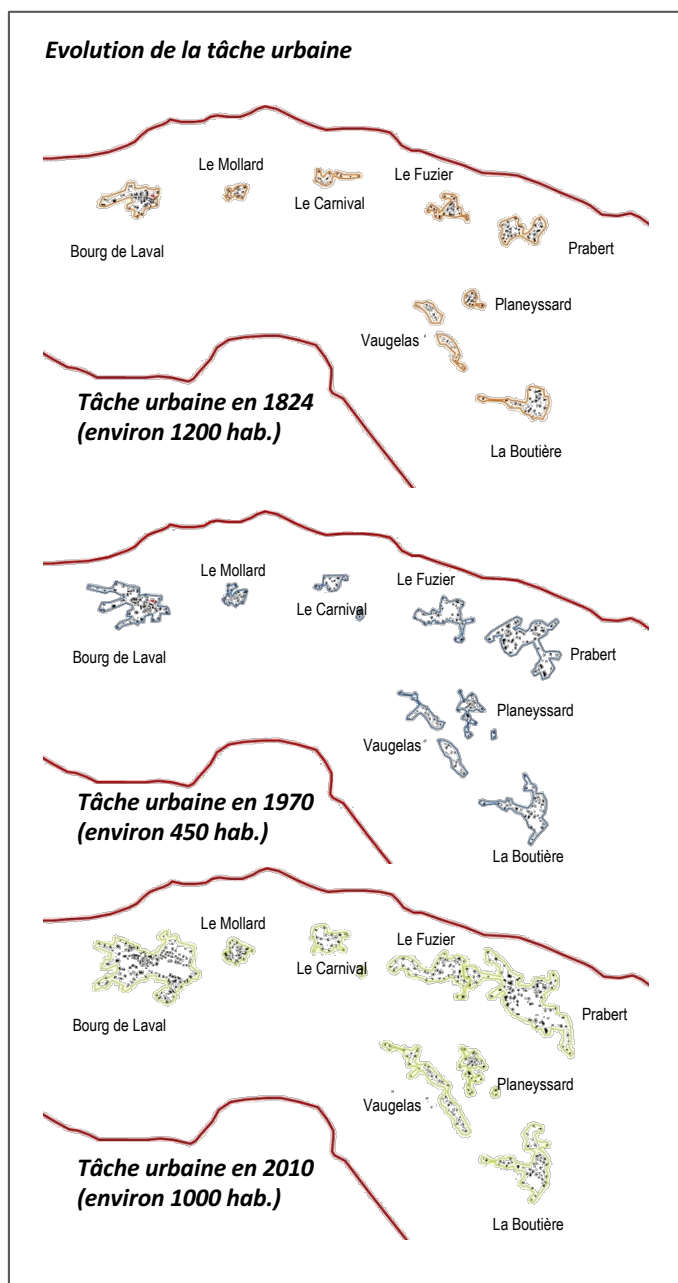 Evolution de la tâche urbaine
Le Mollard
Le Carnival
Le Fuzier
Bourg de Laval
Prabert
Planeyssard
Vaugelas
Tâche urbaine en 1824
(environ 1200 hab.)
La Boutière
Le Mollard
Le Carnival
Le Fuzier
Bourg de Laval
Prabert
Planeyssard
Vaugelas
Tâche urbaine en 1970
(environ 450 hab.)
La Boutière
Le Mollard
Le Carnival
Le Fuzier
Bourg de Laval
Prabert
Planeyssard
Vaugelas
Tâche urbaine en 2010
(environ 1000 hab.)
La Boutière